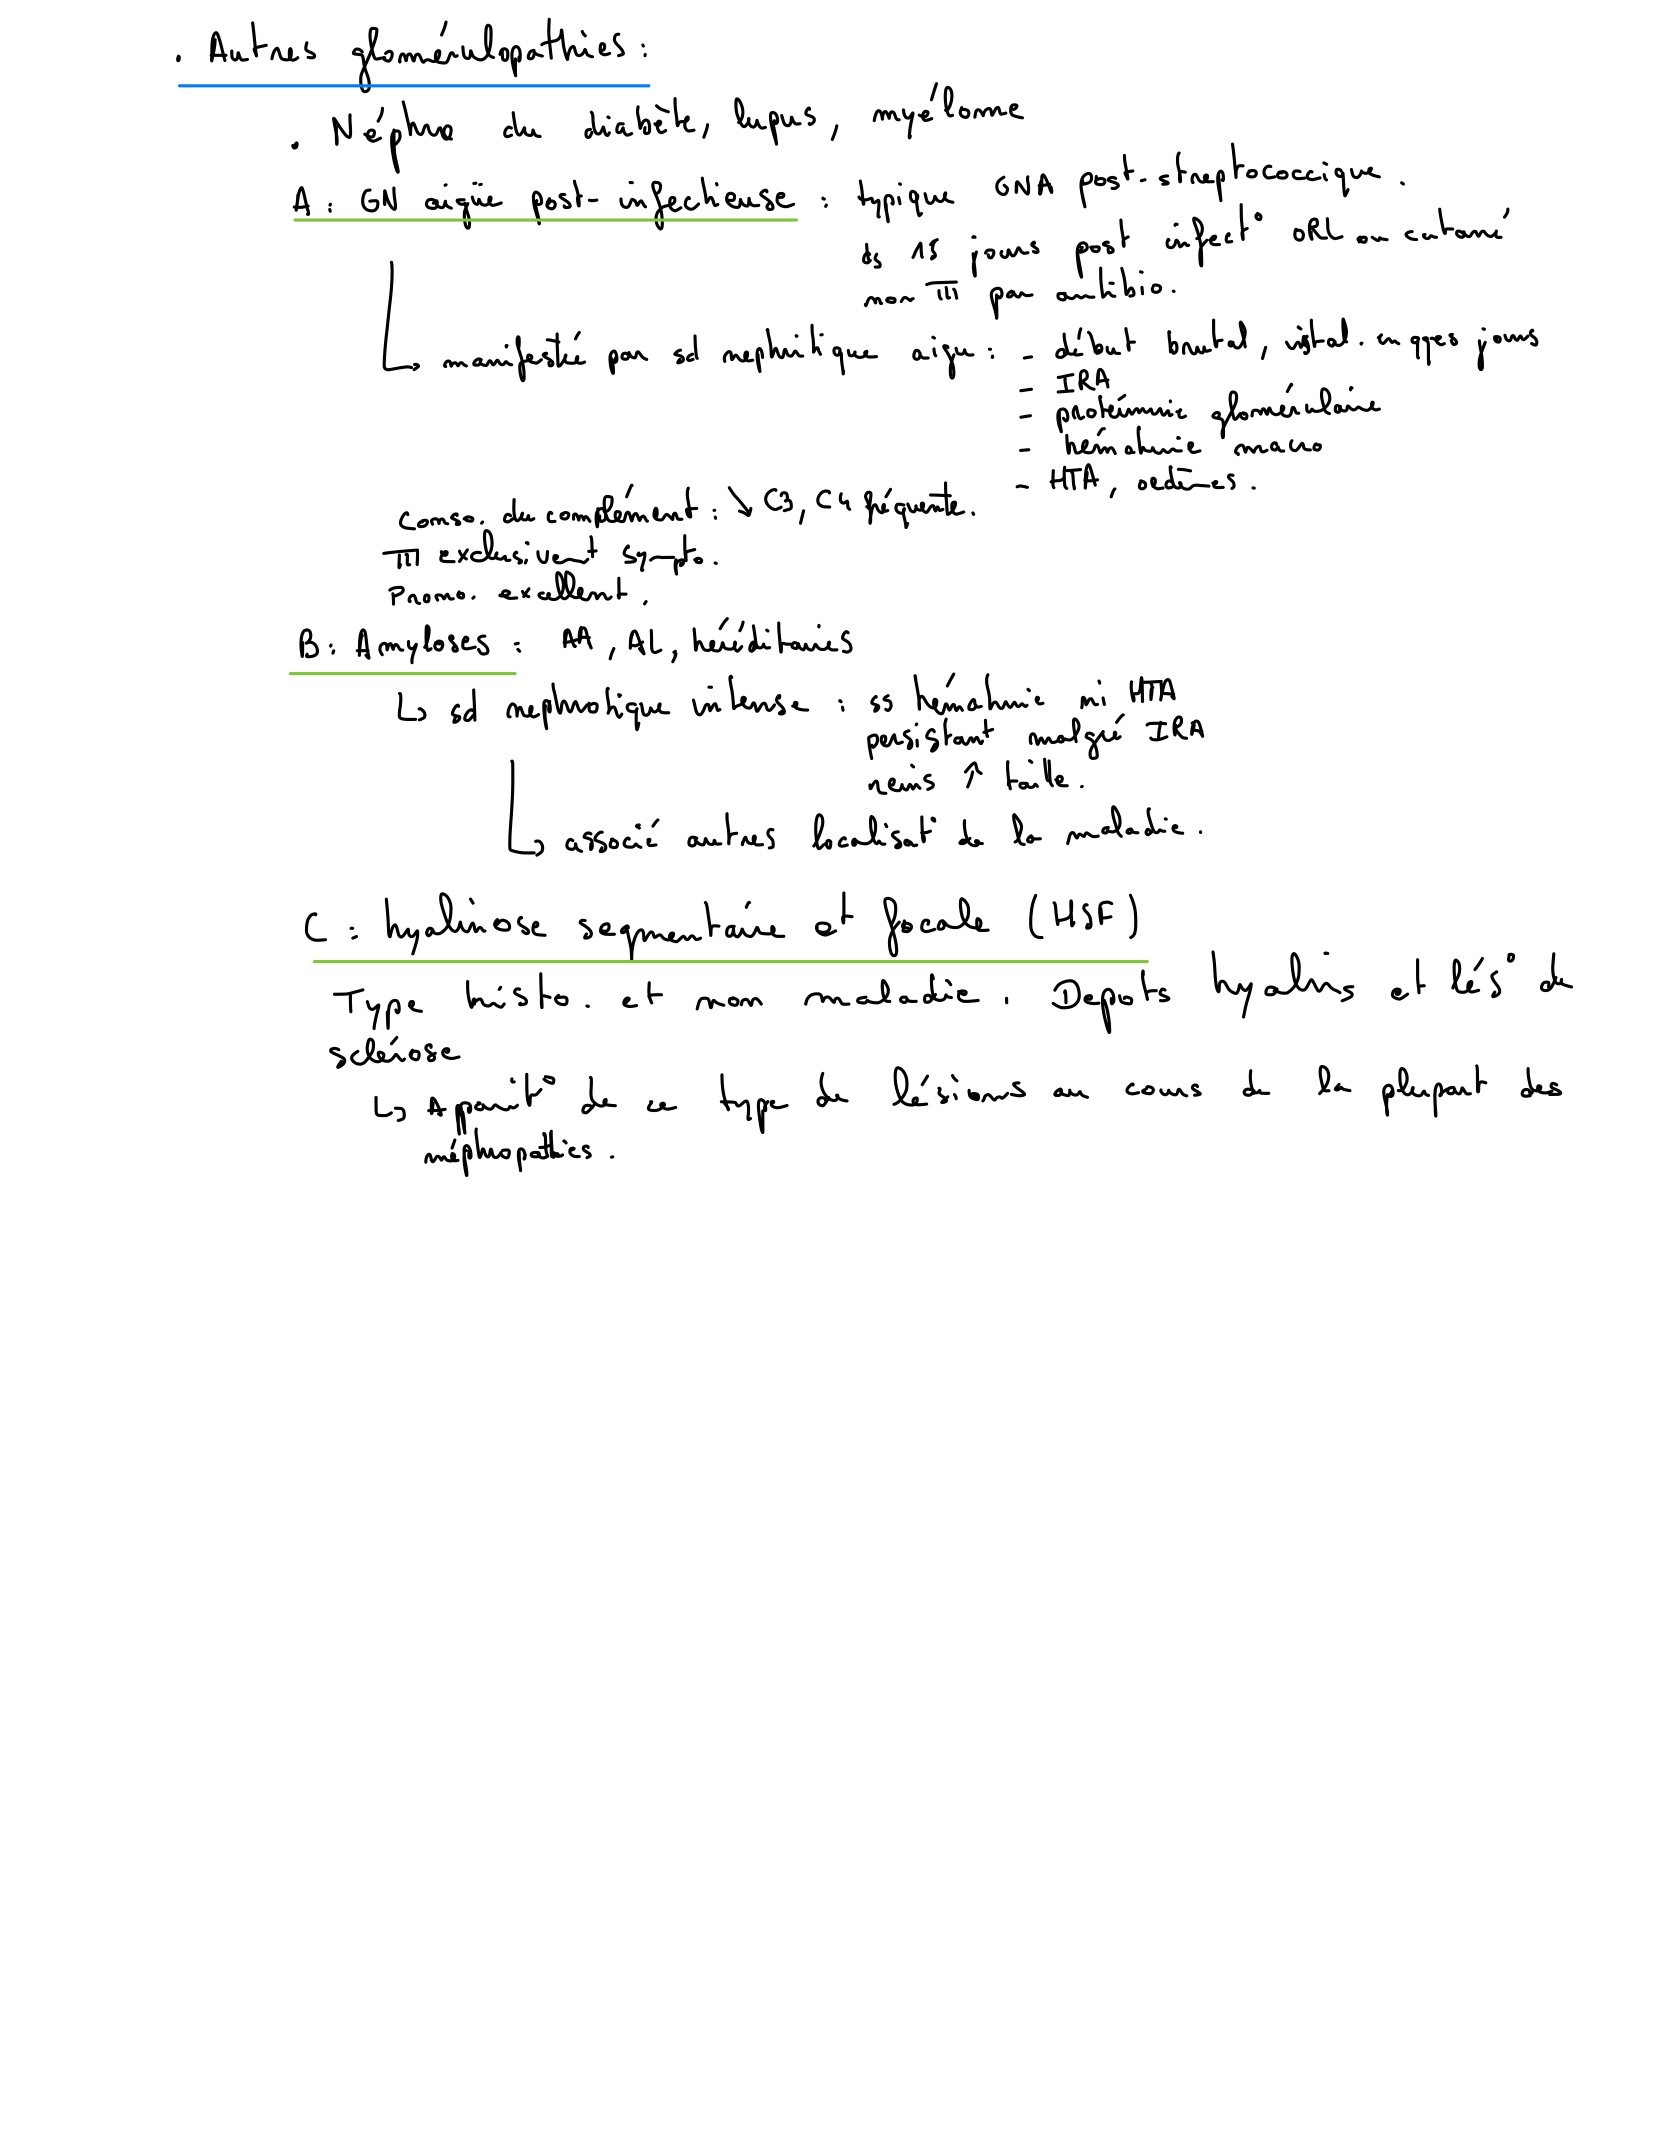 . Autres glomérulopathies :
. Néphro du diabète, lupus, myélome
A : GN aigüe post-infectieuse : typique GNA post-streptococcique.
ds 15 jours post infect° ORL ou cutané
non TTT par antibio.
manifesté par sd nephritique aigu : - début brutal, instal. en qqes jours
- IRA
- protéinurie glomérulaire
- hématurie macro
- HTA, oedèmes.
Conso. du complément : ↘ C3, C4 fréquente.
TTT exclusivent sympto.
Prono. excellent.
B : Amyloses : AA, AL, héréditaires
↳ sd nephrotique intense : ss hématurie ni HTA
persistant malgré IRA
reins ↑ taille.
↳ associé autres localisat° de la maladie.
C : hyalinose segmentaire et focale (HSF)
Type histo. et non maladie. Depots hyalins et lés° de
sclérose
↳ Apparit° de ce type de lésions au cours de la plupart des
néphropathies.